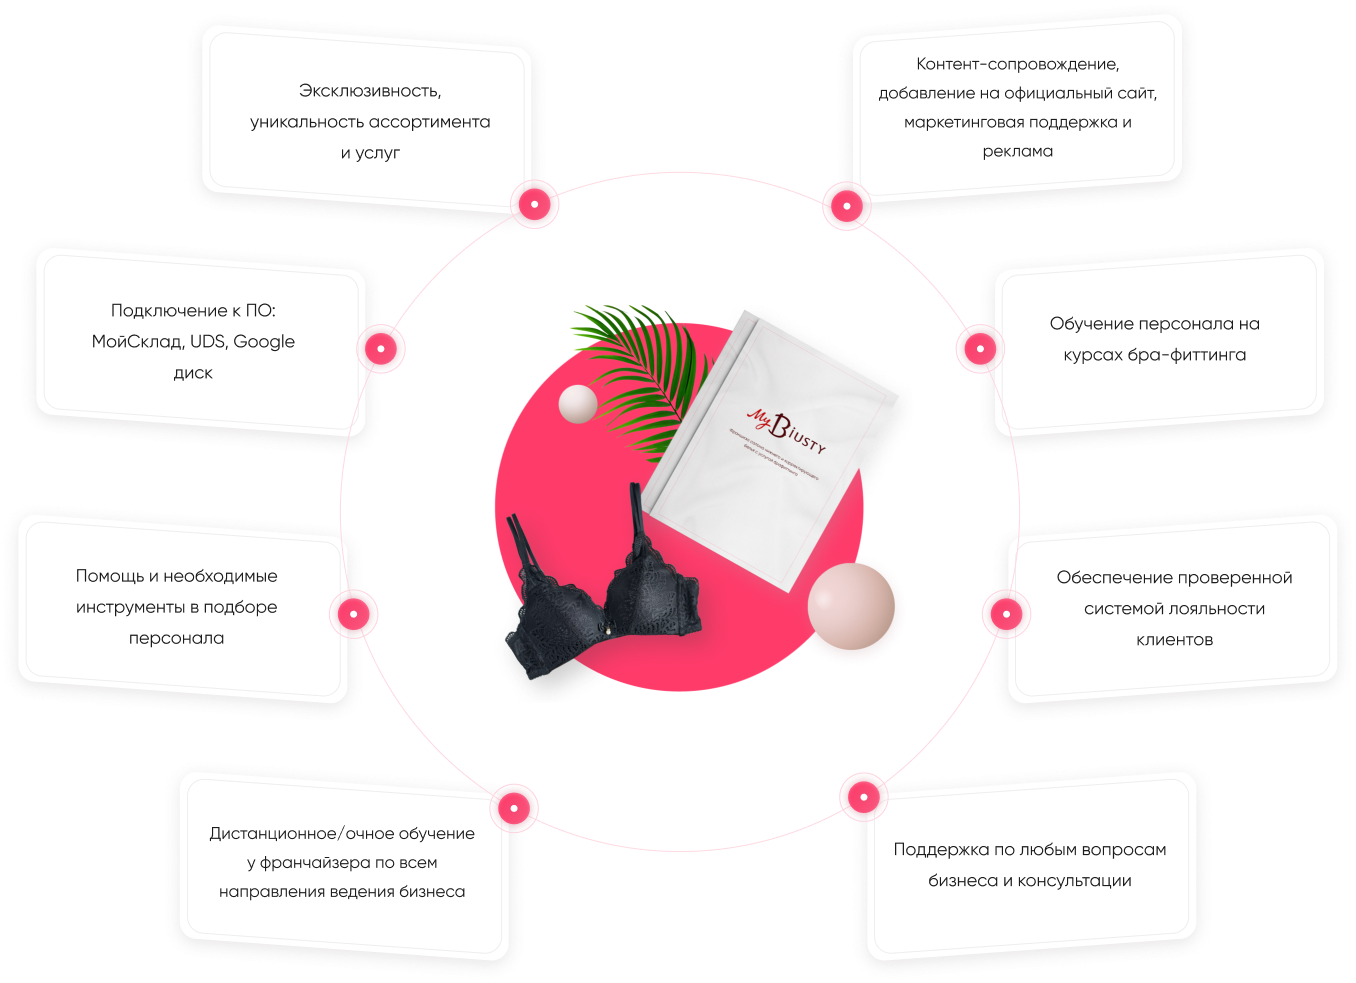 Эксклюзивность,
уникальность ассортимента
и услуг
Контент-сопровождение,
добавление на официальный сайт,
маркетинговая поддержка и
реклама
Подключение к ПО:
МойСклад, UDS, Google
диск
Обучение персонала на
курсах бра-фиттинга
My Biusty
Помощь и необходимые
инструменты в подборе
персонала
Обеспечение проверенной
системой лояльности
клиентов
Дистанционное/очное обучение
у франчайзера по всем
направления ведения бизнеса
Поддержка по любым вопросам
бизнеса и консультации